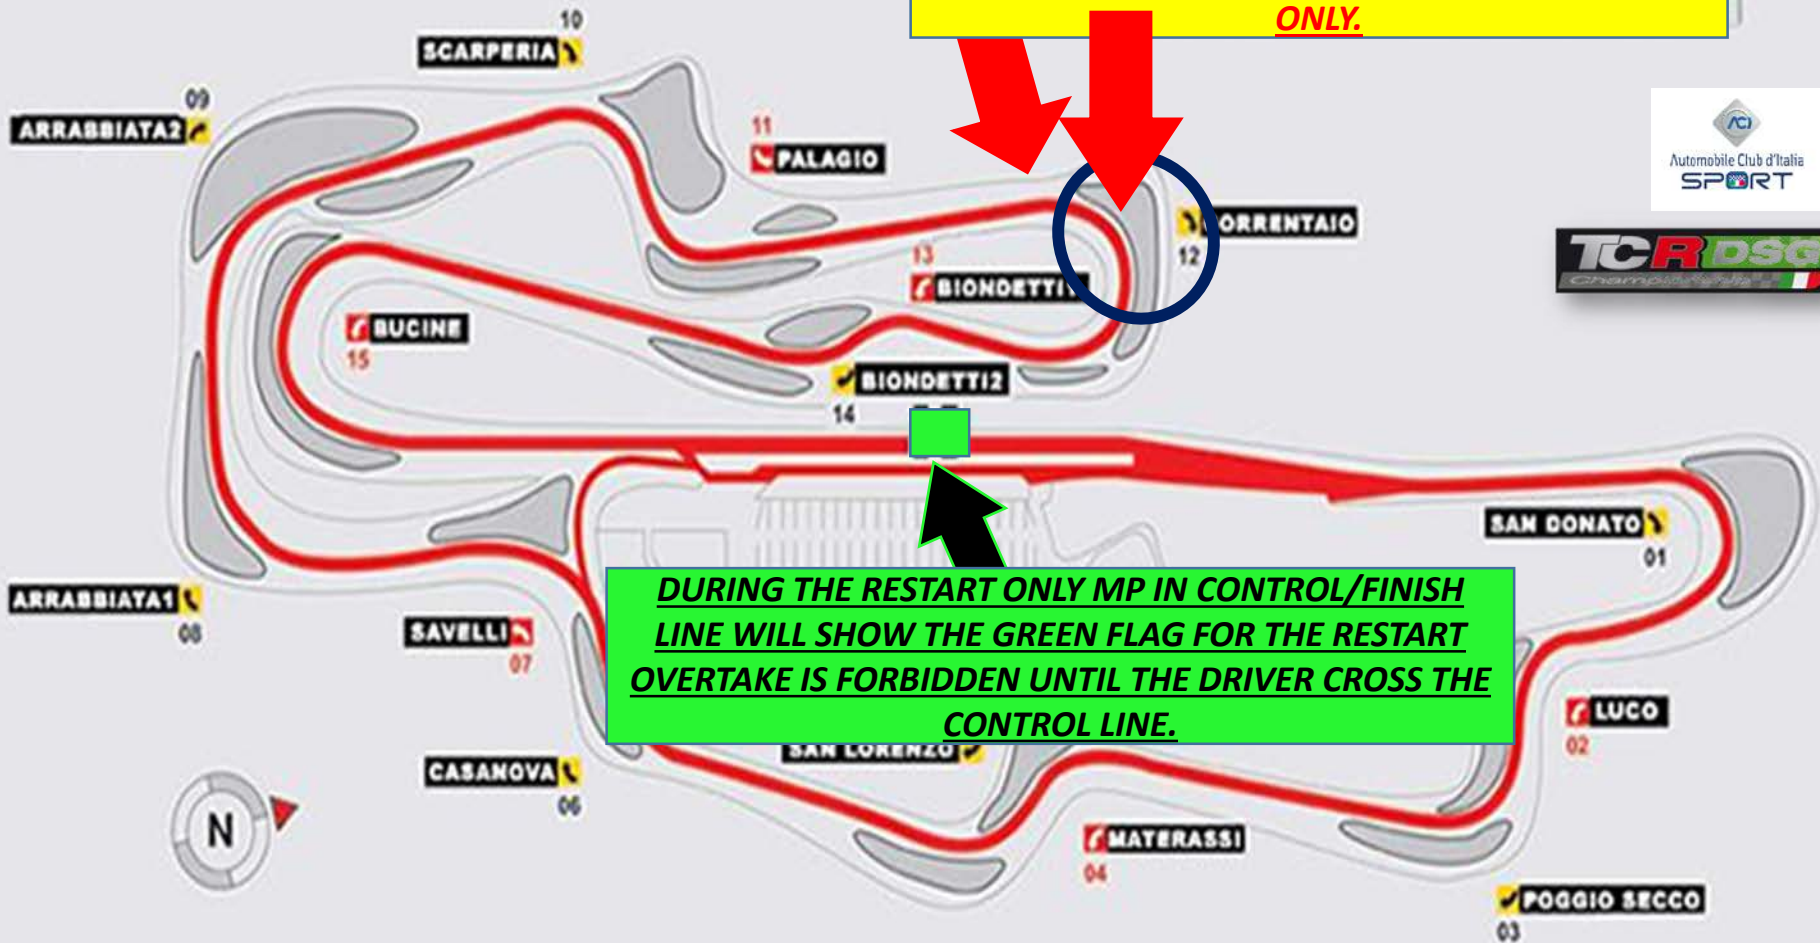 ONLY.
10
SCARPERIA
09
ARRABBIATA2
11
PALAGIO
ACI
Automobile Club d'Italia
SPORT
ORRENTAIO
12
TCR DSG
13
BIONDETTI
BUCINE
15
BIONDETTI2
14
SAN DONATO
01
DURING THE RESTART ONLY MP IN CONTROL/FINISH
LINE WILL SHOW THE GREEN FLAG FOR THE RESTART
OVERTAKE IS FORBIDDEN UNTIL THE DRIVER CROSS THE
CONTROL LINE.
ARRABBIATA1
08
SAVELLI
07
LUCO
02
SAN LORENZO
CASANOVA
06
N
MATERASSI
04
POGGIO SECCO
03